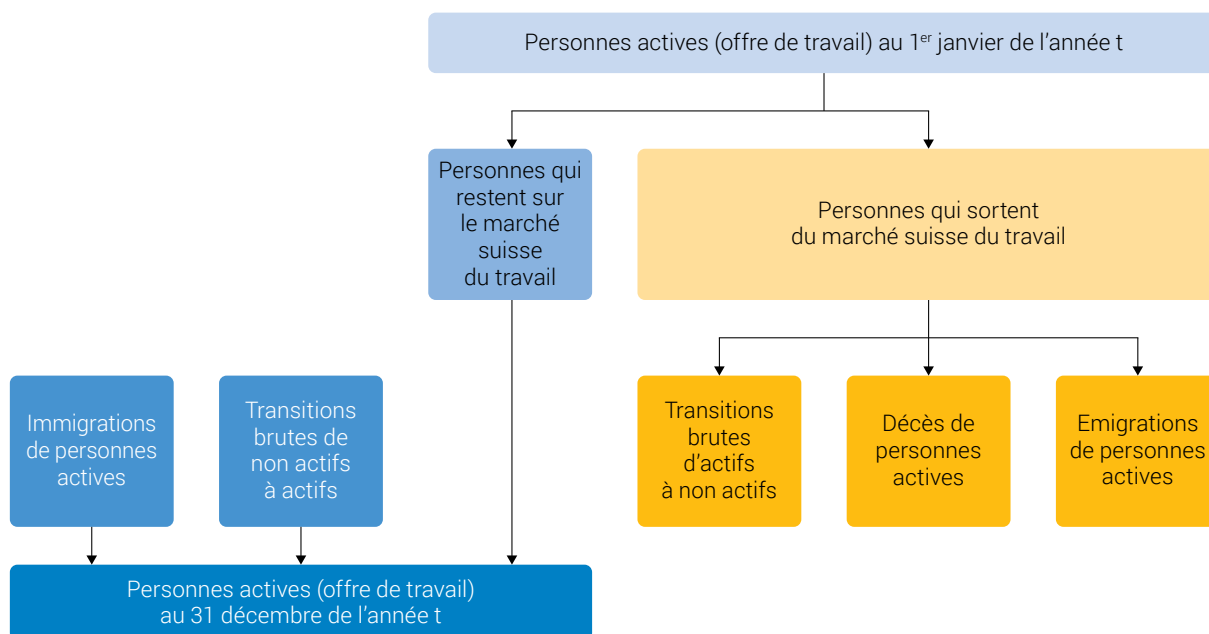 Personnes actives (offre de travail) au 1er janvier de l'année t
Personnes qui
restent sur
le marché
suisse
du travail
Personnes qui sortent
du marché suisse du travail
Immigrations
de personnes
actives
Transitions
brutes de
non actifs
à actifs
Transitions
brutes
d'actifs
à non actifs
Décès de
personnes
actives
Emigrations
de personnes
actives
Personnes actives (offre de travail)
au 31 décembre de l'année t